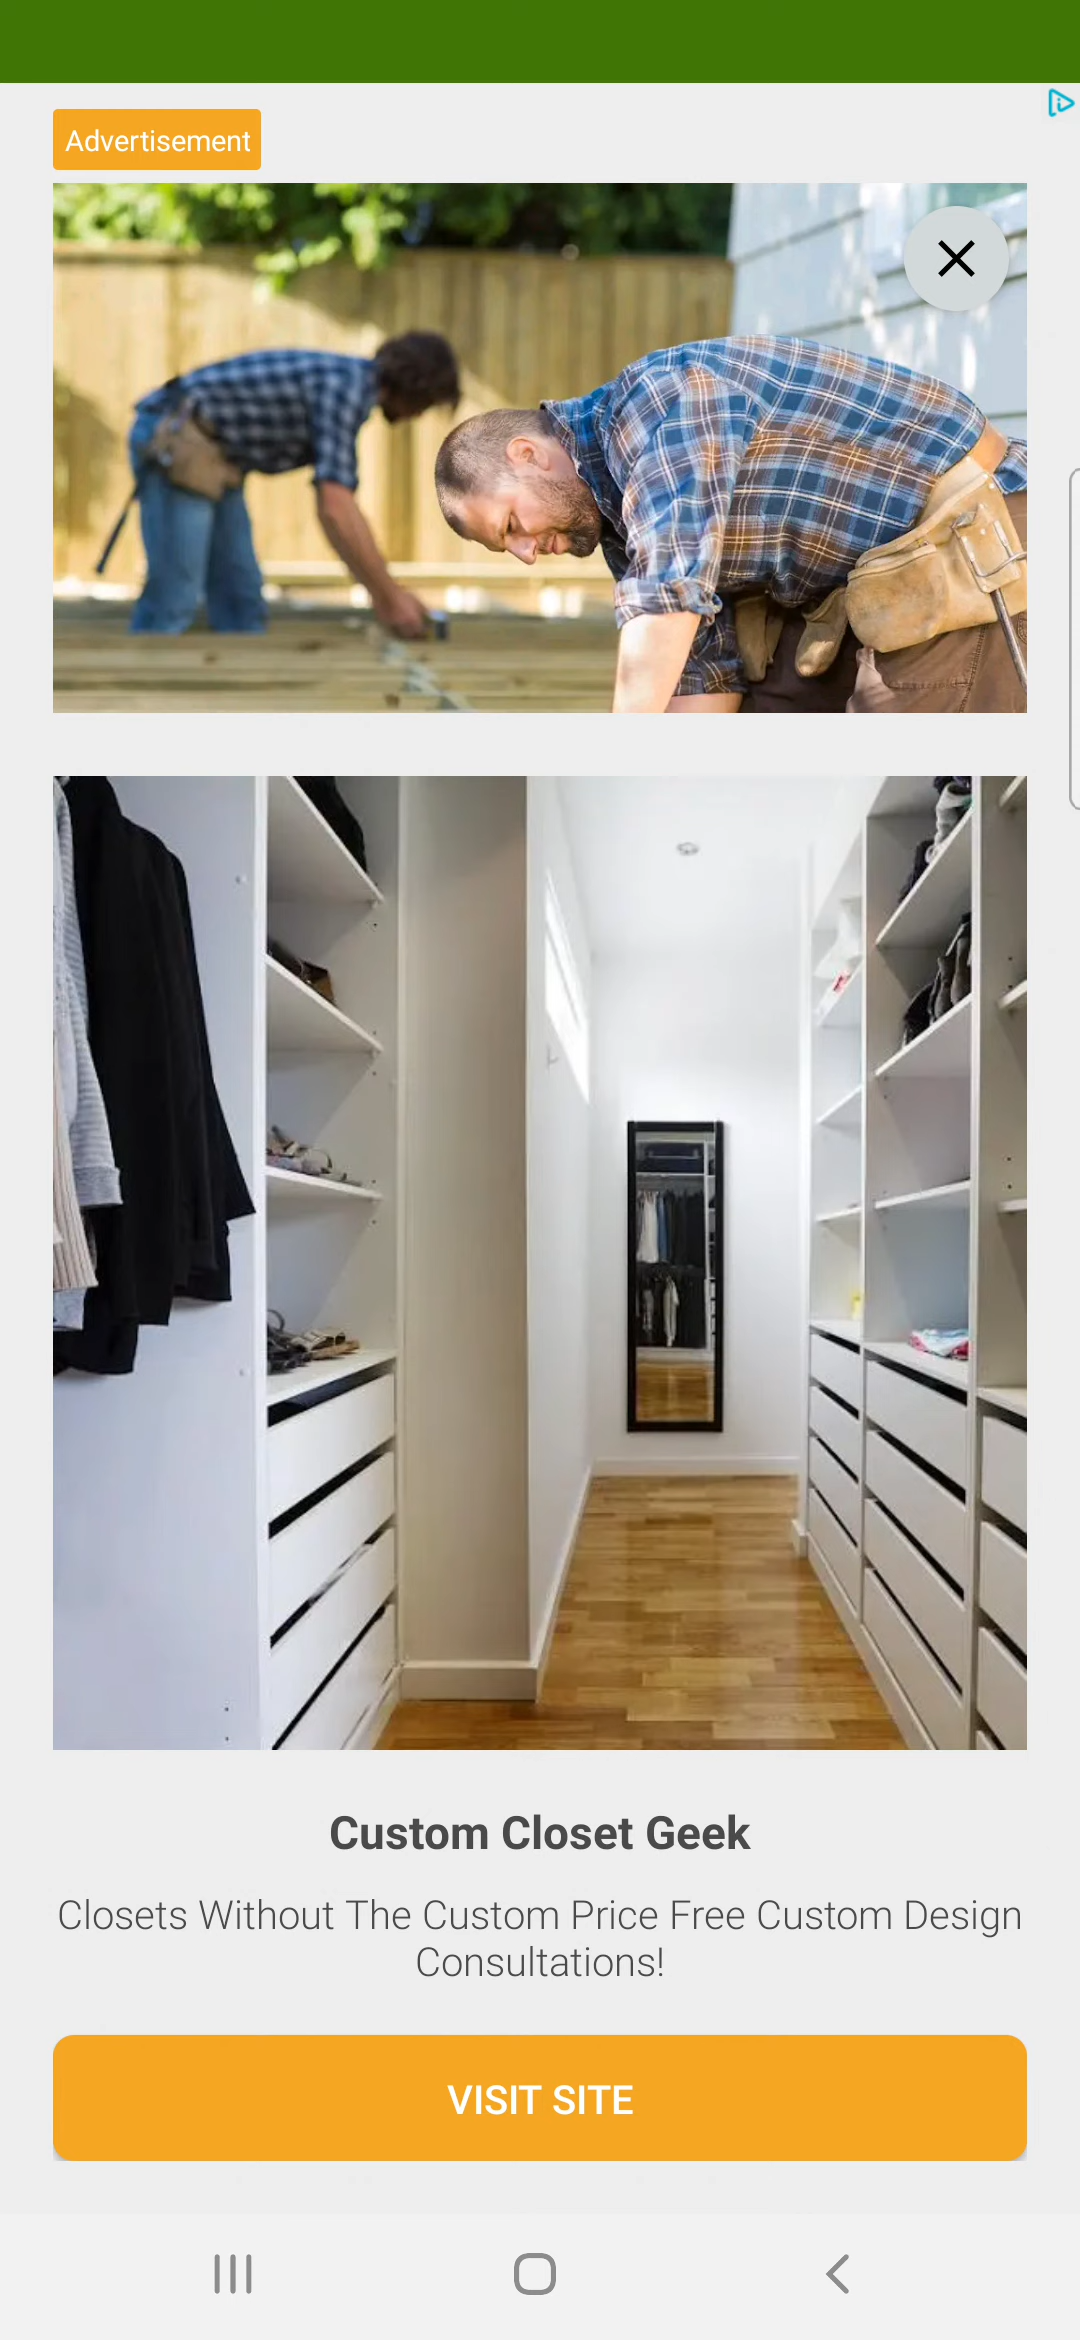 Advertisement
Custom Closet Geek
Closets Without The Custom Price Free Custom Design
Consultations!
VISIT SITE